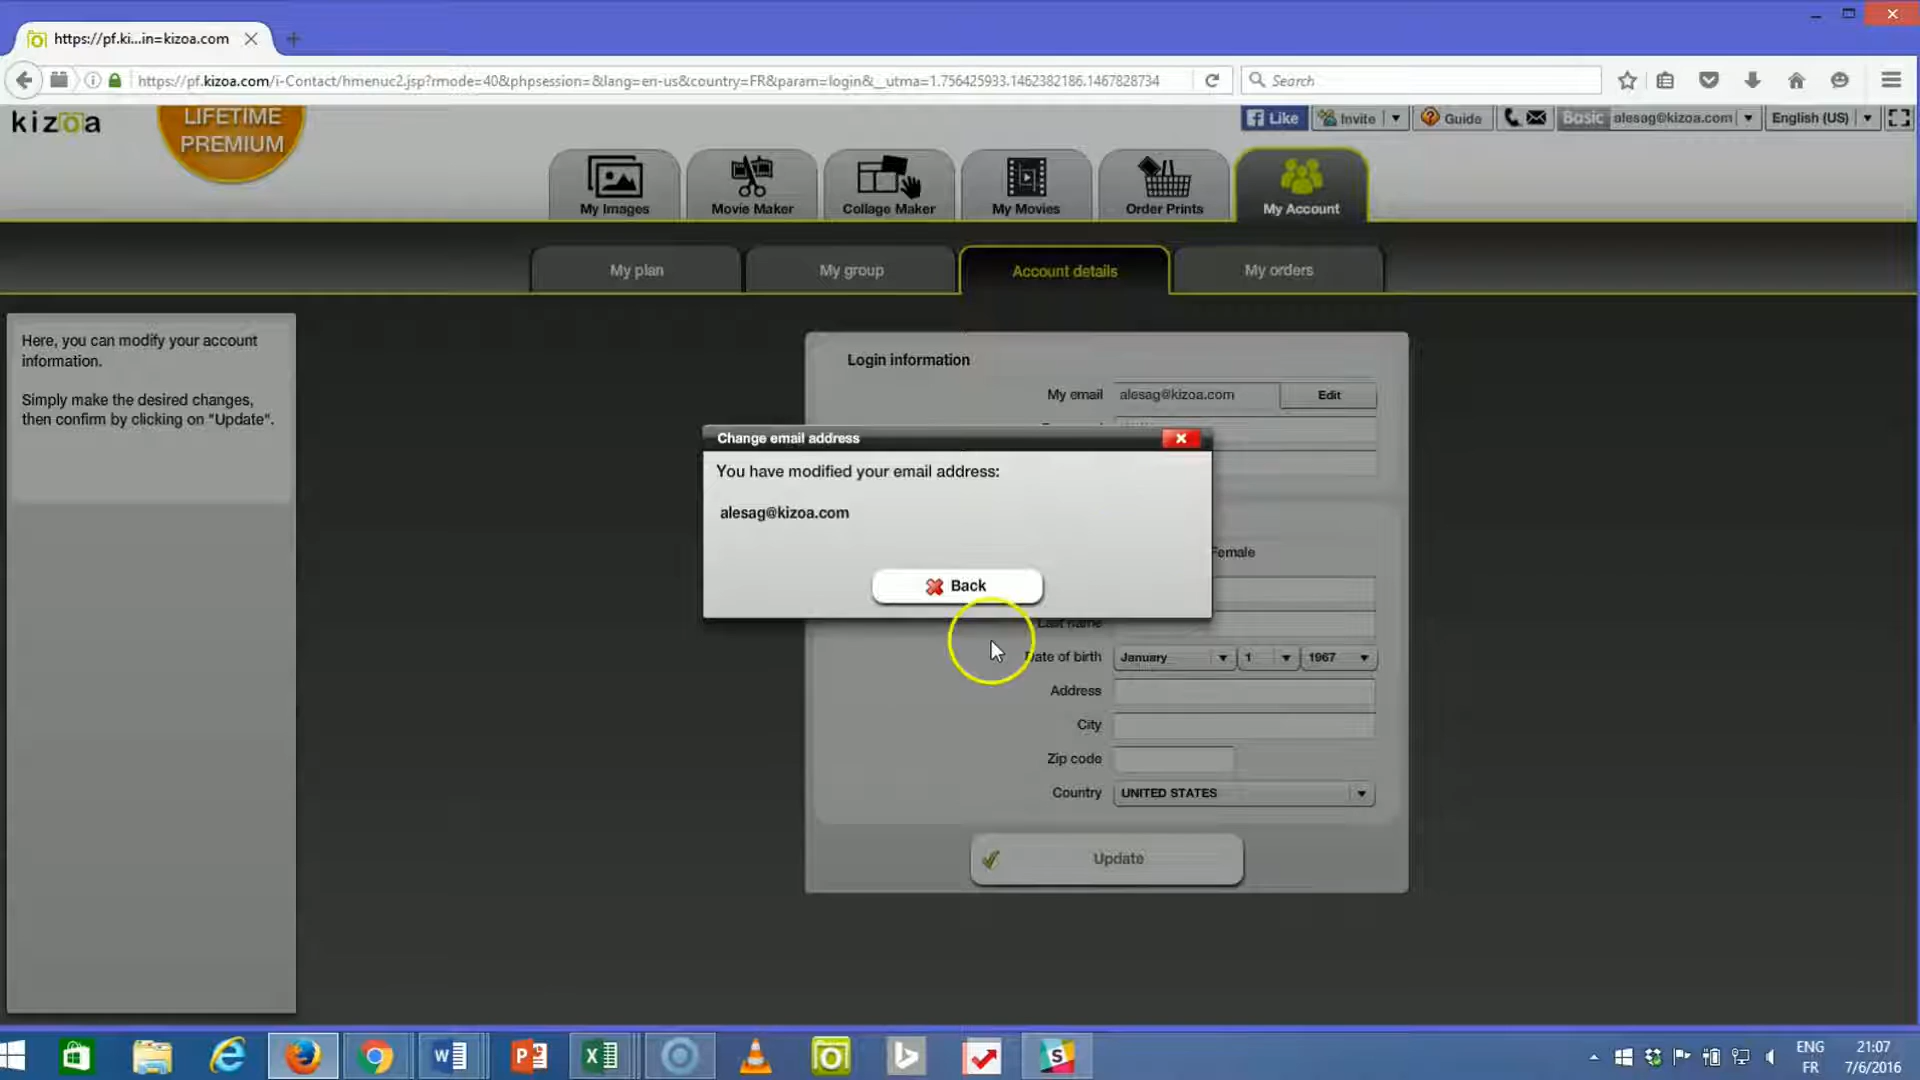 https://pf.ki...in=kizoa.com
https://pf.kizoa.com/i-Contact/hmenuc2.jsp?rmode=40&phpsession=&lang=en-us&country=FR&param=login&__utma=1.756425933.1462382186.1467828734
Search
kizoa
LIFETIME
PREMIUM
Like
Invite
Guide
Basic alesag@kizoa.com
English (US)
My Images
Movie Maker
Collage Maker
My Movies
Order Prints
My Account
My plan
My group
Account details
My orders
Here, you can modify your account
information.
Simply make the desired changes,
then confirm by clicking on "Update".
Login information
My email alesag@kizoa.com Edit
Change email address
You have modified your email address:
alesag@kizoa.com
Back
Female
Last name
Date of birth January 1 1967
Address
City
Zip code
Country UNITED STATES
Update
ENG
FR
21:07
7/6/2016